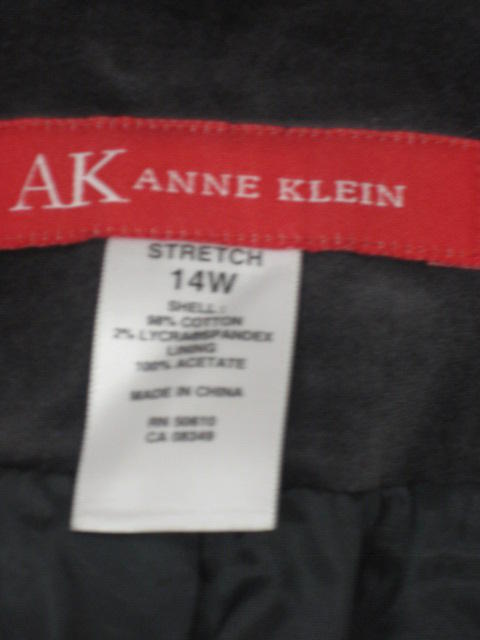 AK ANNE KLEIN
STRETCH
14W
SHELL:
98% COTTON
2% LYCRA SPANDEX
LINING
100% ACETATE
MADE IN CHINA
RN 50610
CA 08349